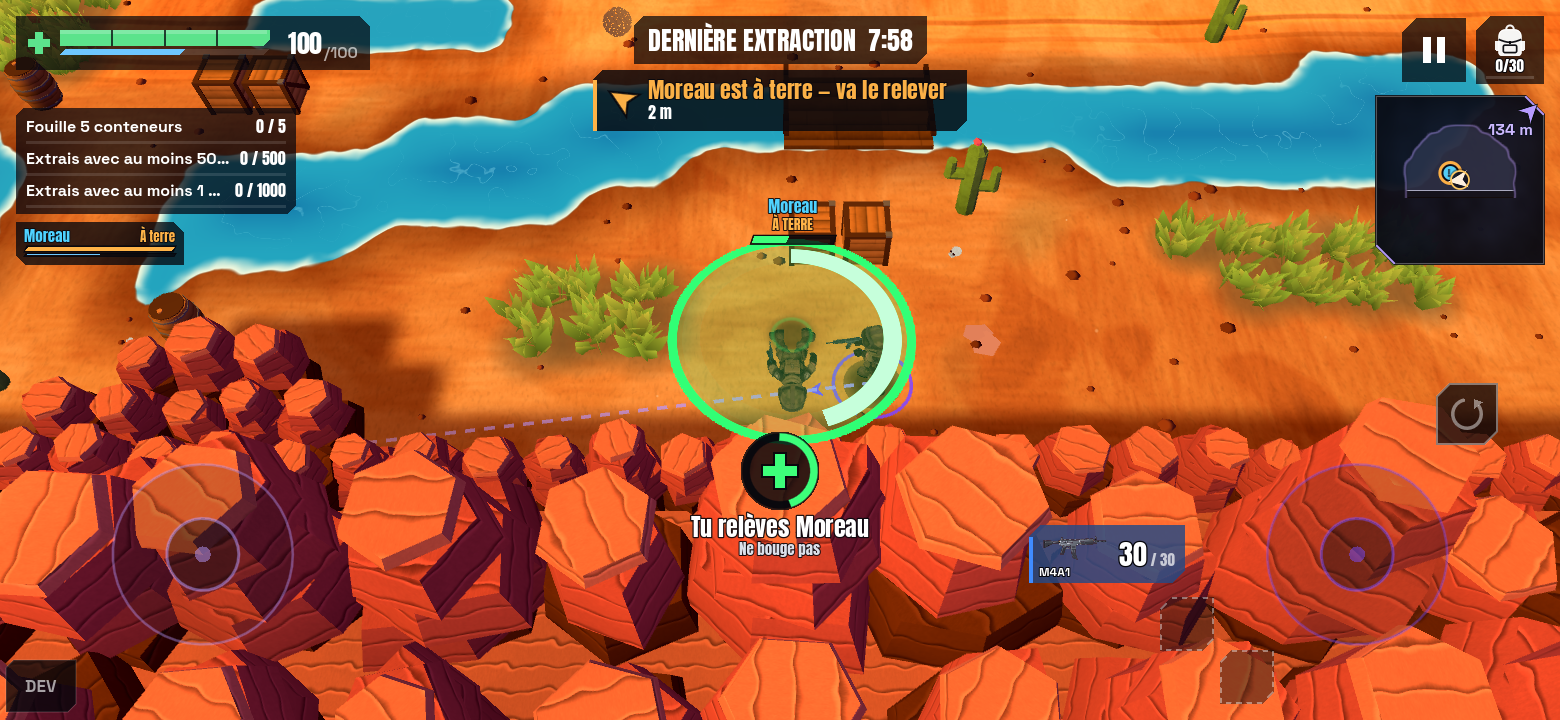 100/100
DERNIÈRE EXTRACTION 7:58
0/30
Moreau est à terre – va le relever
2 m
Fouille 5 conteneurs 0 / 5
Extrais avec au moins 50... 0 / 500
Extrais avec au moins 1 ... 0 / 1000
134 m
Moreau À terre
Moreau
À TERRE
Tu relèves Moreau
Ne bouge pas
30 / 30
M4A1
DEV